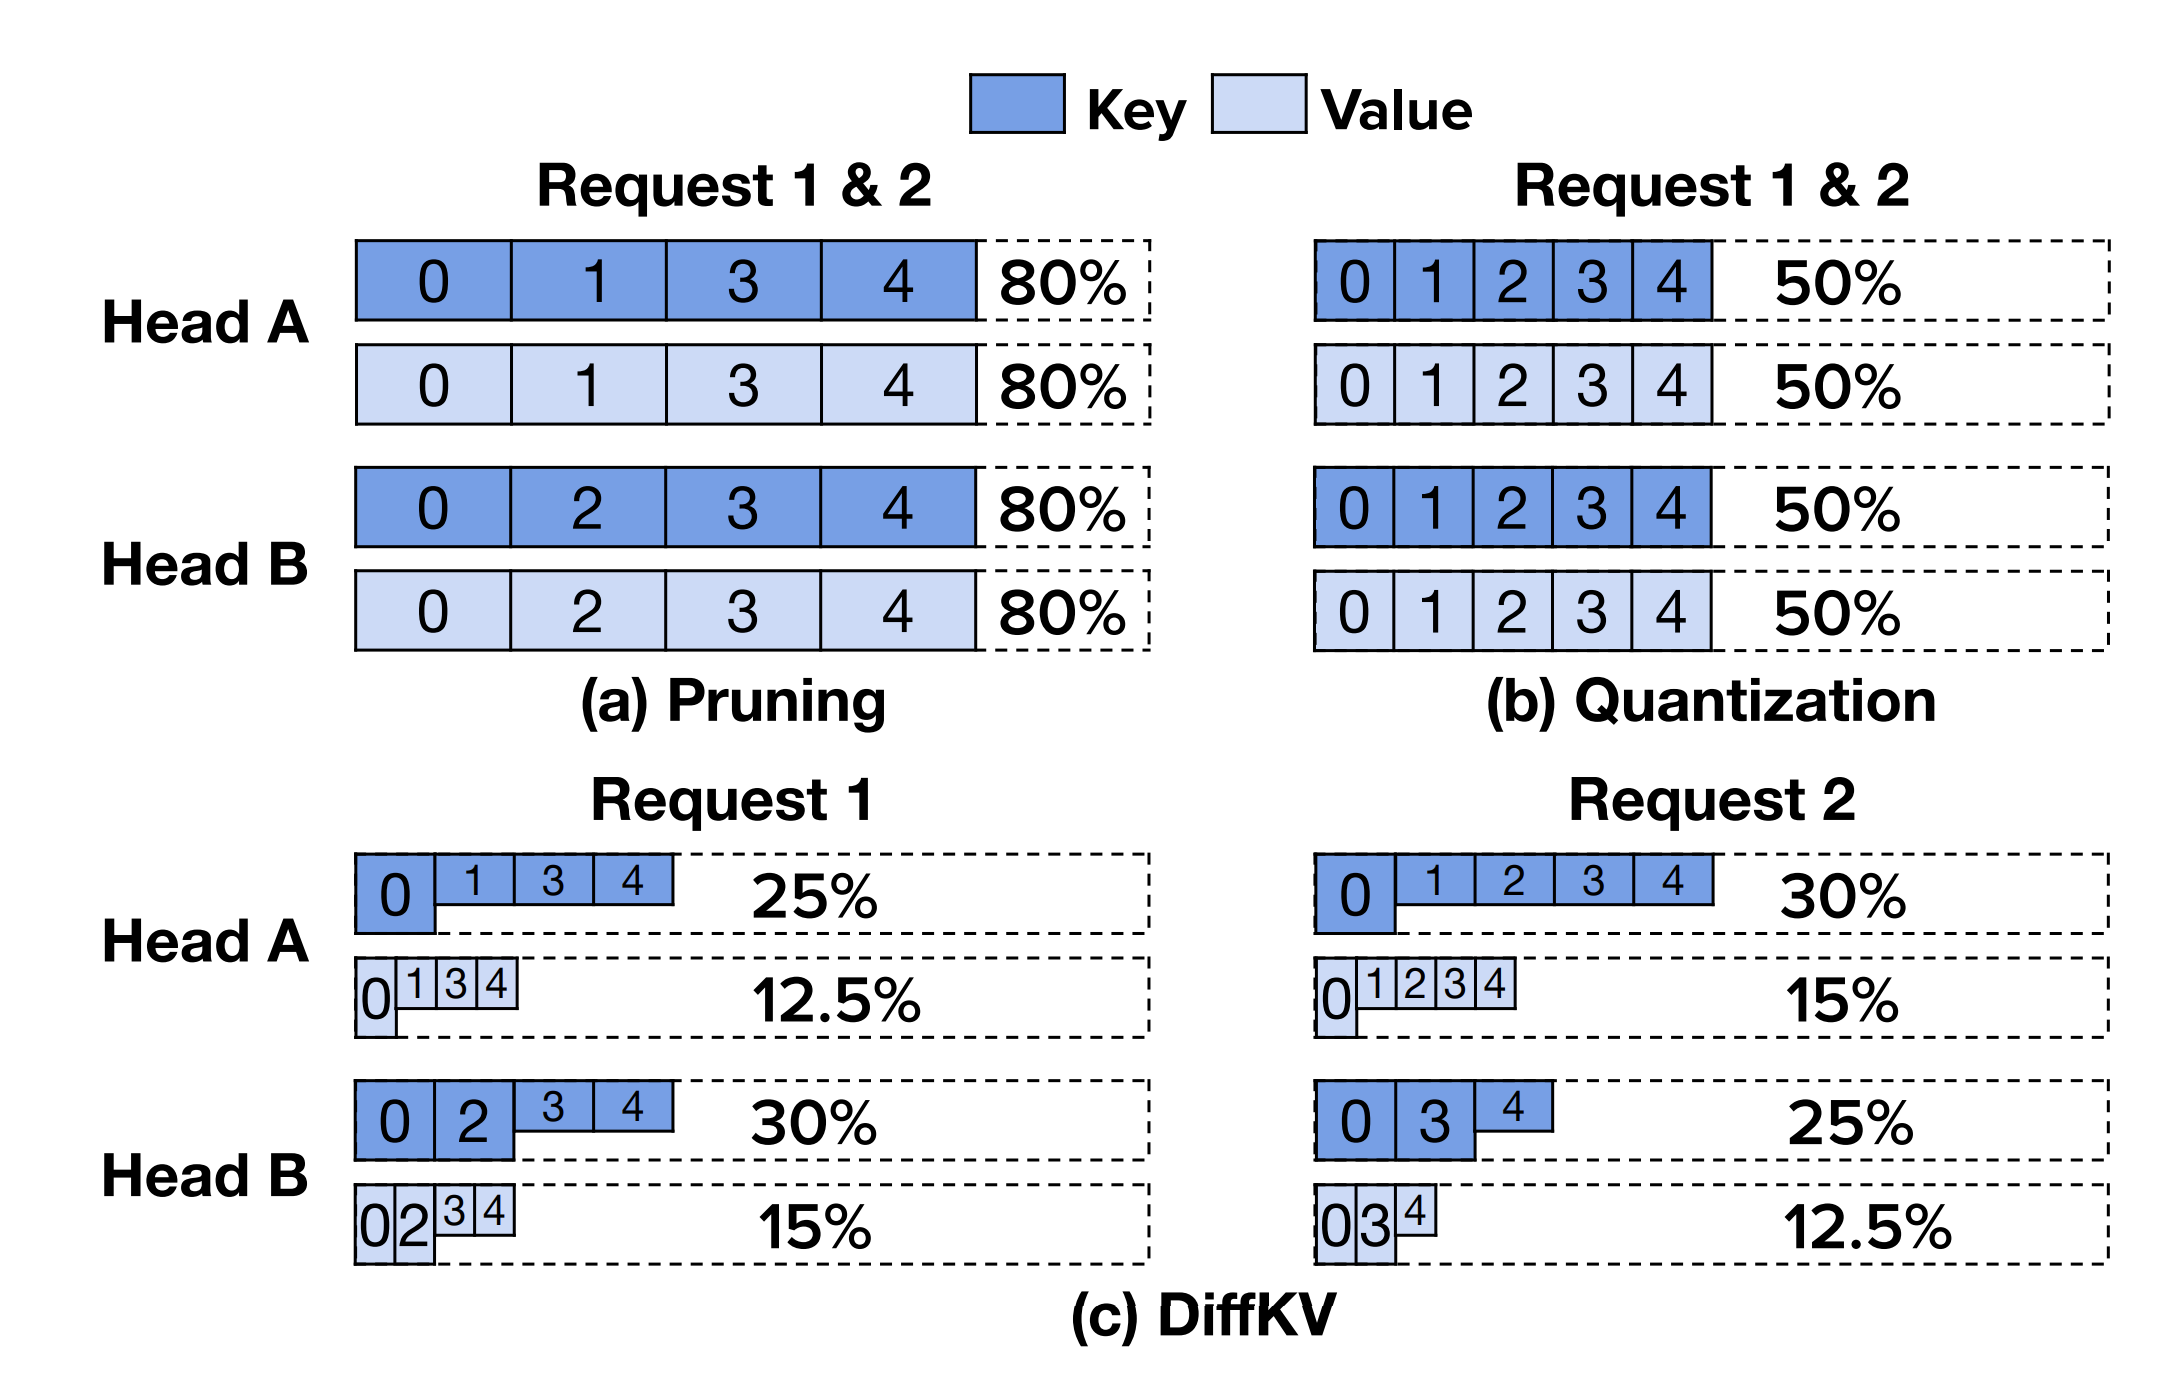 Key Value
Request 1 & 2 Request 1 & 2
0 1 3 4 80% 0 1 2 3 4 50%
Head A
0 1 3 4 80% 0 1 2 3 4 50%
0 2 3 4 80% 0 1 2 3 4 50%
Head B
0 2 3 4 80% 0 1 2 3 4 50%
(a) Pruning (b) Quantization
Request 1 Request 2
0 1 3 4 25% 0 1 2 3 4 30%
Head A
0 1 3 4 12.5% 0 1 2 3 4 15%
0 2 3 4 30% 0 3 4 25%
Head B
0 2 3 4 15% 0 3 4 12.5%
(c) DiffKV